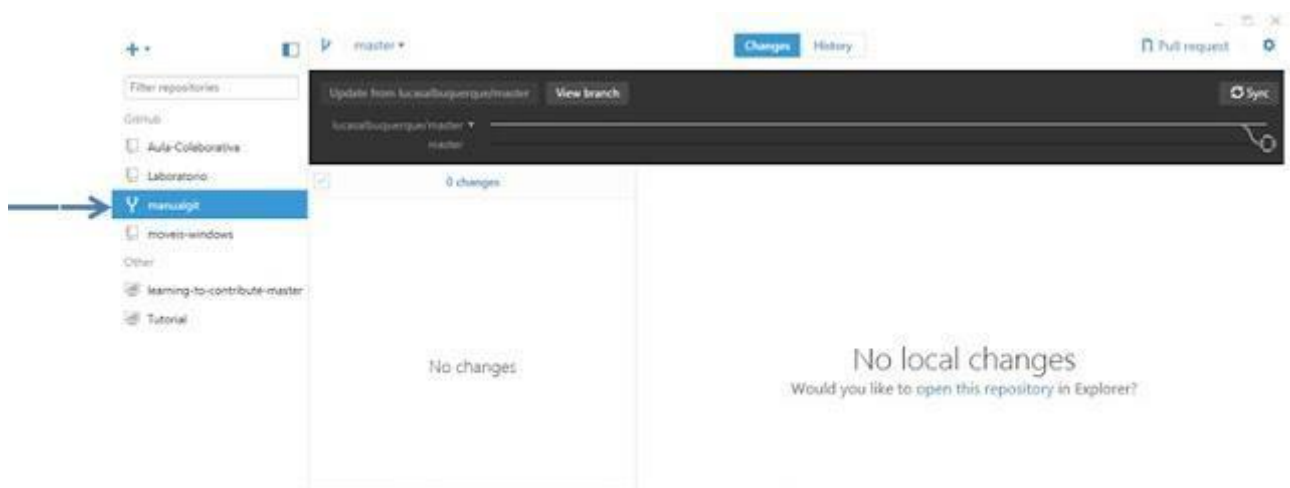 master
Changes
History
Pull request
Filter repositories
Update from lucasalbuquerque/master
View branch
Sync
GitHub
lucasalbuquerque/master
master
Aula-Colaborativa
Laboratorio
0 changes
manualgit
moveis-windows
Other
learning-to-contribute-master
Tutorial
No changes
No local changes
Would you like to open this repository in Explorer?